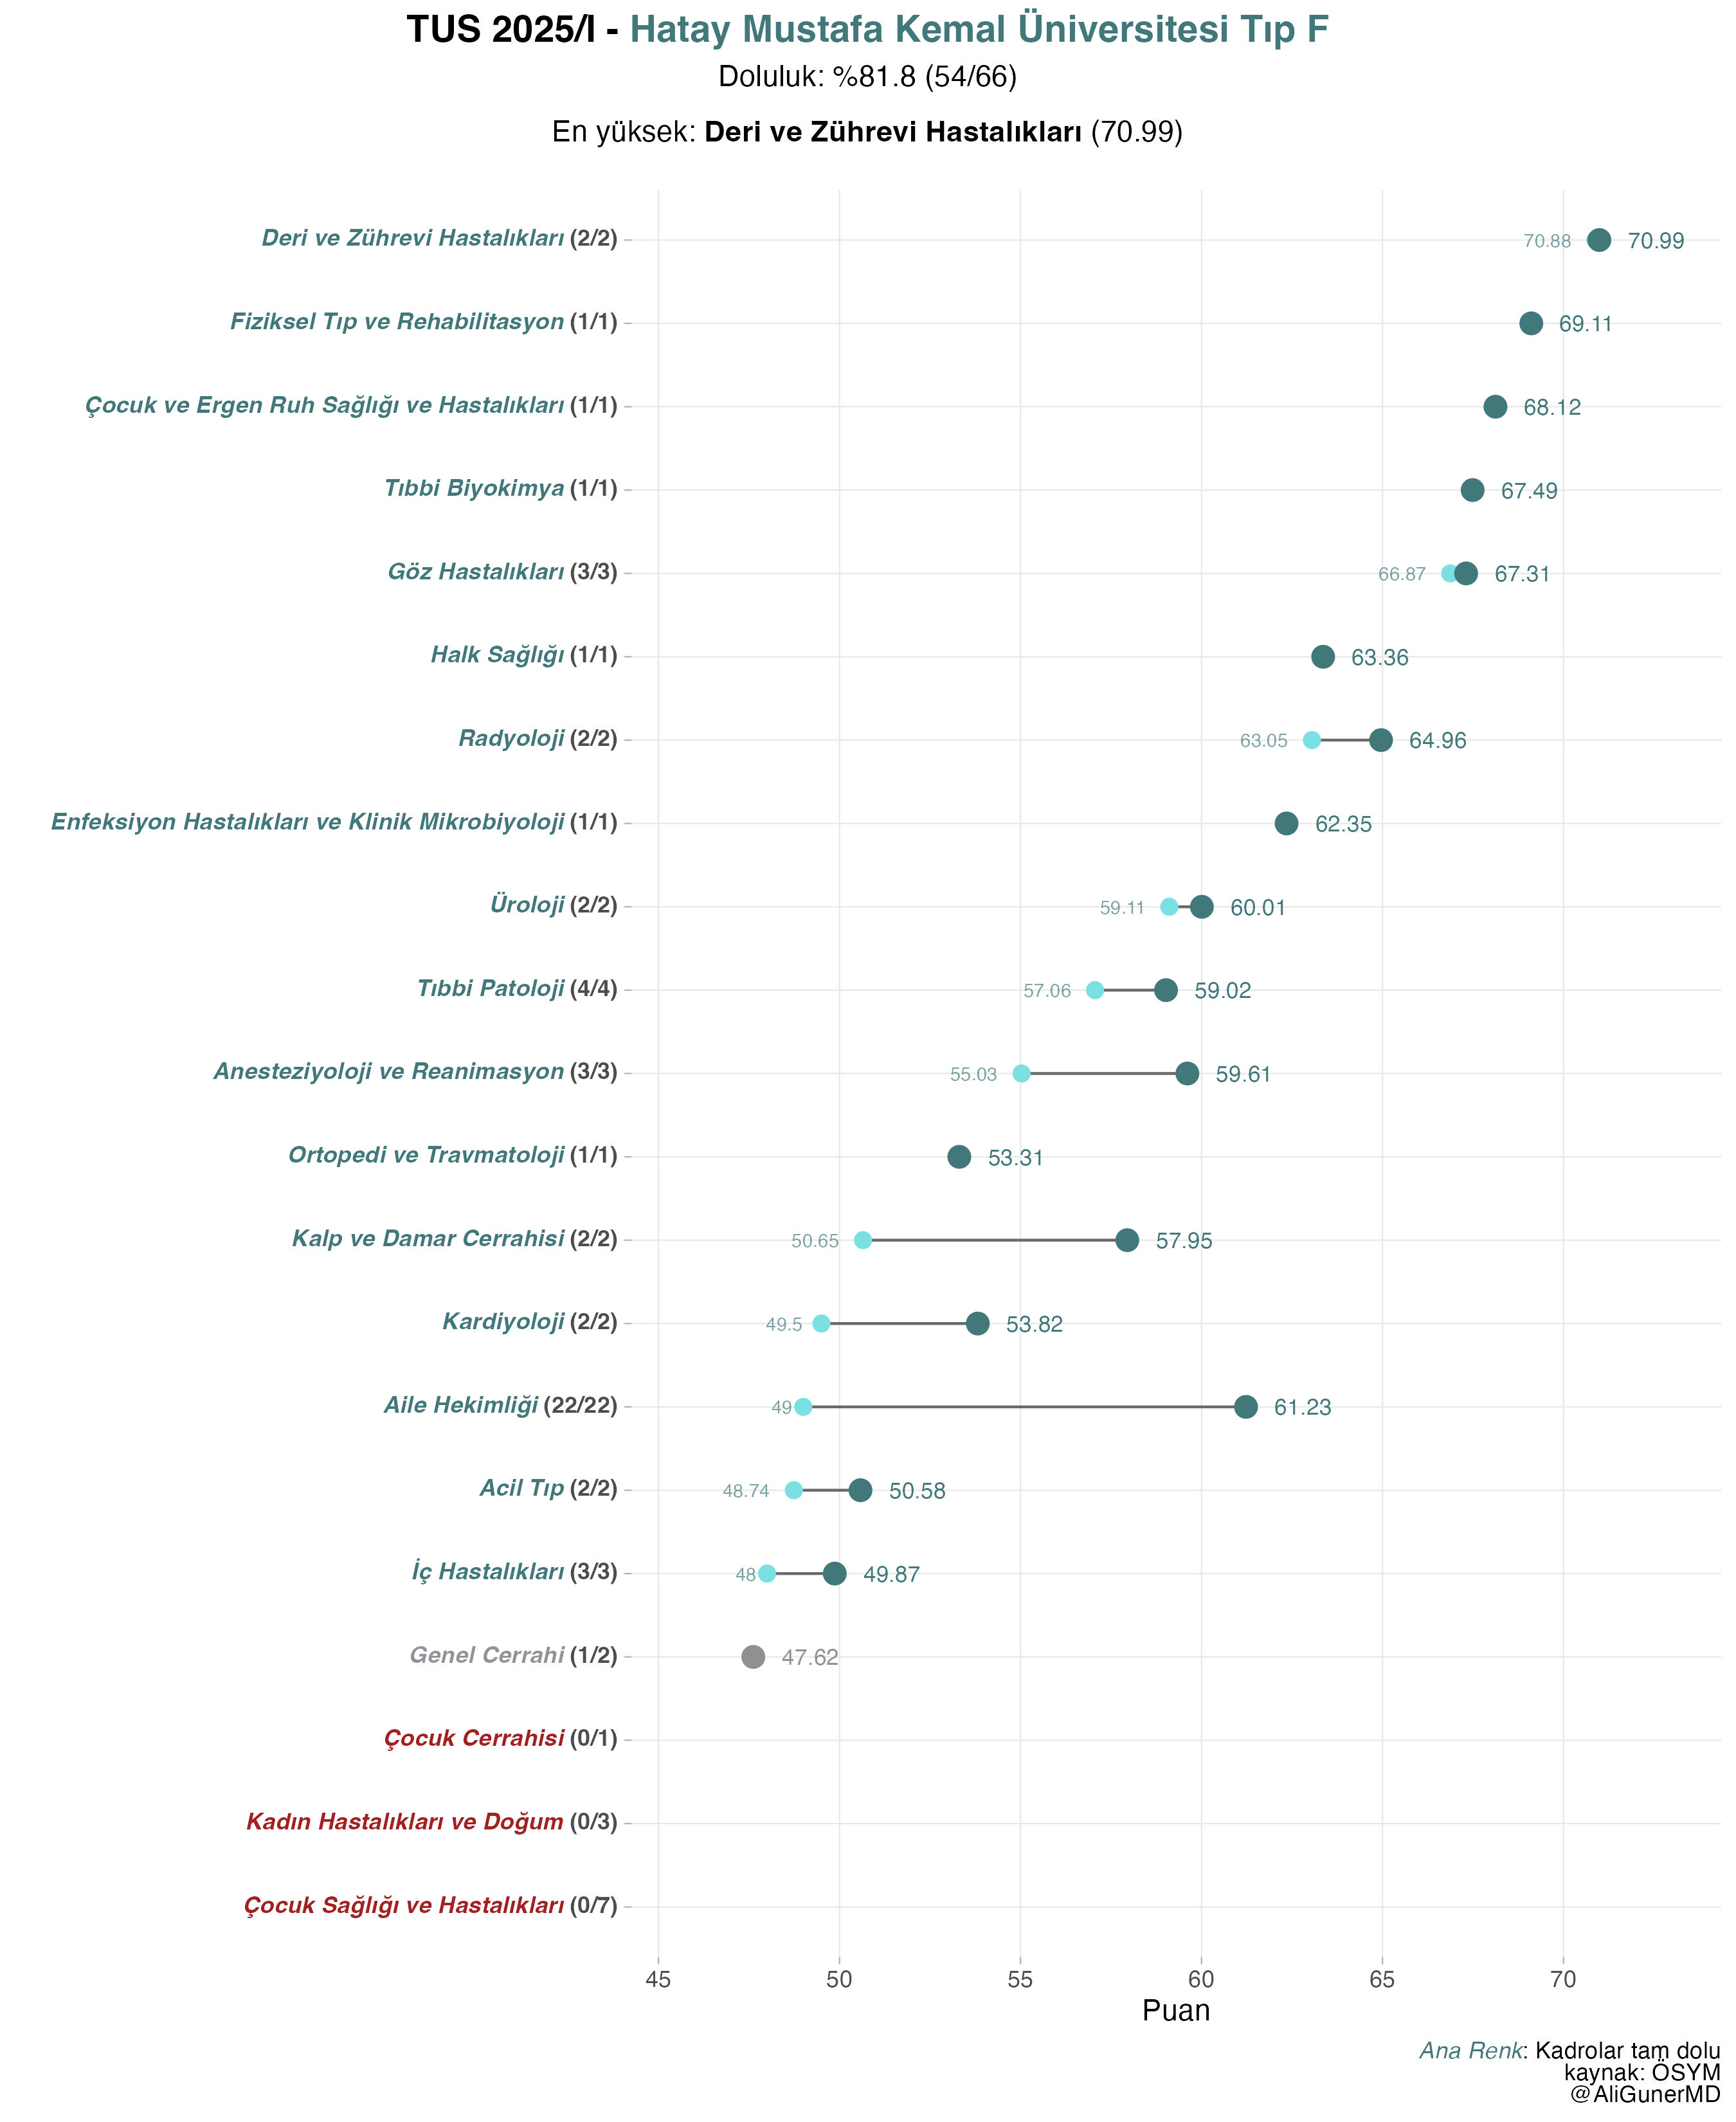 TUS 2025/I - Hatay Mustafa Kemal Üniversitesi Tıp F
Doluluk: %81.8 (54/66)
En yüksek: Deri ve Zührevi Hastalıkları (70.99)
Deri ve Zührevi Hastalıkları (2/2) 70.88 70.99
Fiziksel Tıp ve Rehabilitasyon (1/1) 69.11
Çocuk ve Ergen Ruh Sağlığı ve Hastalıkları (1/1) 68.12
Tıbbi Biyokimya (1/1) 67.49
Göz Hastalıkları (3/3) 66.87 67.31
Halk Sağlığı (1/1) 63.36
Radyoloji (2/2) 63.05 64.96
Enfeksiyon Hastalıkları ve Klinik Mikrobiyoloji (1/1) 62.35
Üroloji (2/2) 59.11 60.01
Tıbbi Patoloji (4/4) 57.06 59.02
Anesteziyoloji ve Reanimasyon (3/3) 55.03 59.61
Ortopedi ve Travmatoloji (1/1) 53.31
Kalp ve Damar Cerrahisi (2/2) 50.65 57.95
Kardiyoloji (2/2) 49.5 53.82
Aile Hekimliği (22/22) 49 61.23
Acil Tıp (2/2) 48.74 50.58
İç Hastalıkları (3/3) 48 49.87
Genel Cerrahi (1/2) 47.62
Çocuk Cerrahisi (0/1)
Kadın Hastalıkları ve Doğum (0/3)
Çocuk Sağlığı ve Hastalıkları (0/7)
45 50 55 60 65 70
Puan
Ana Renk: Kadrolar tam dolu
kaynak: ÖSYM
@AliGunerMD